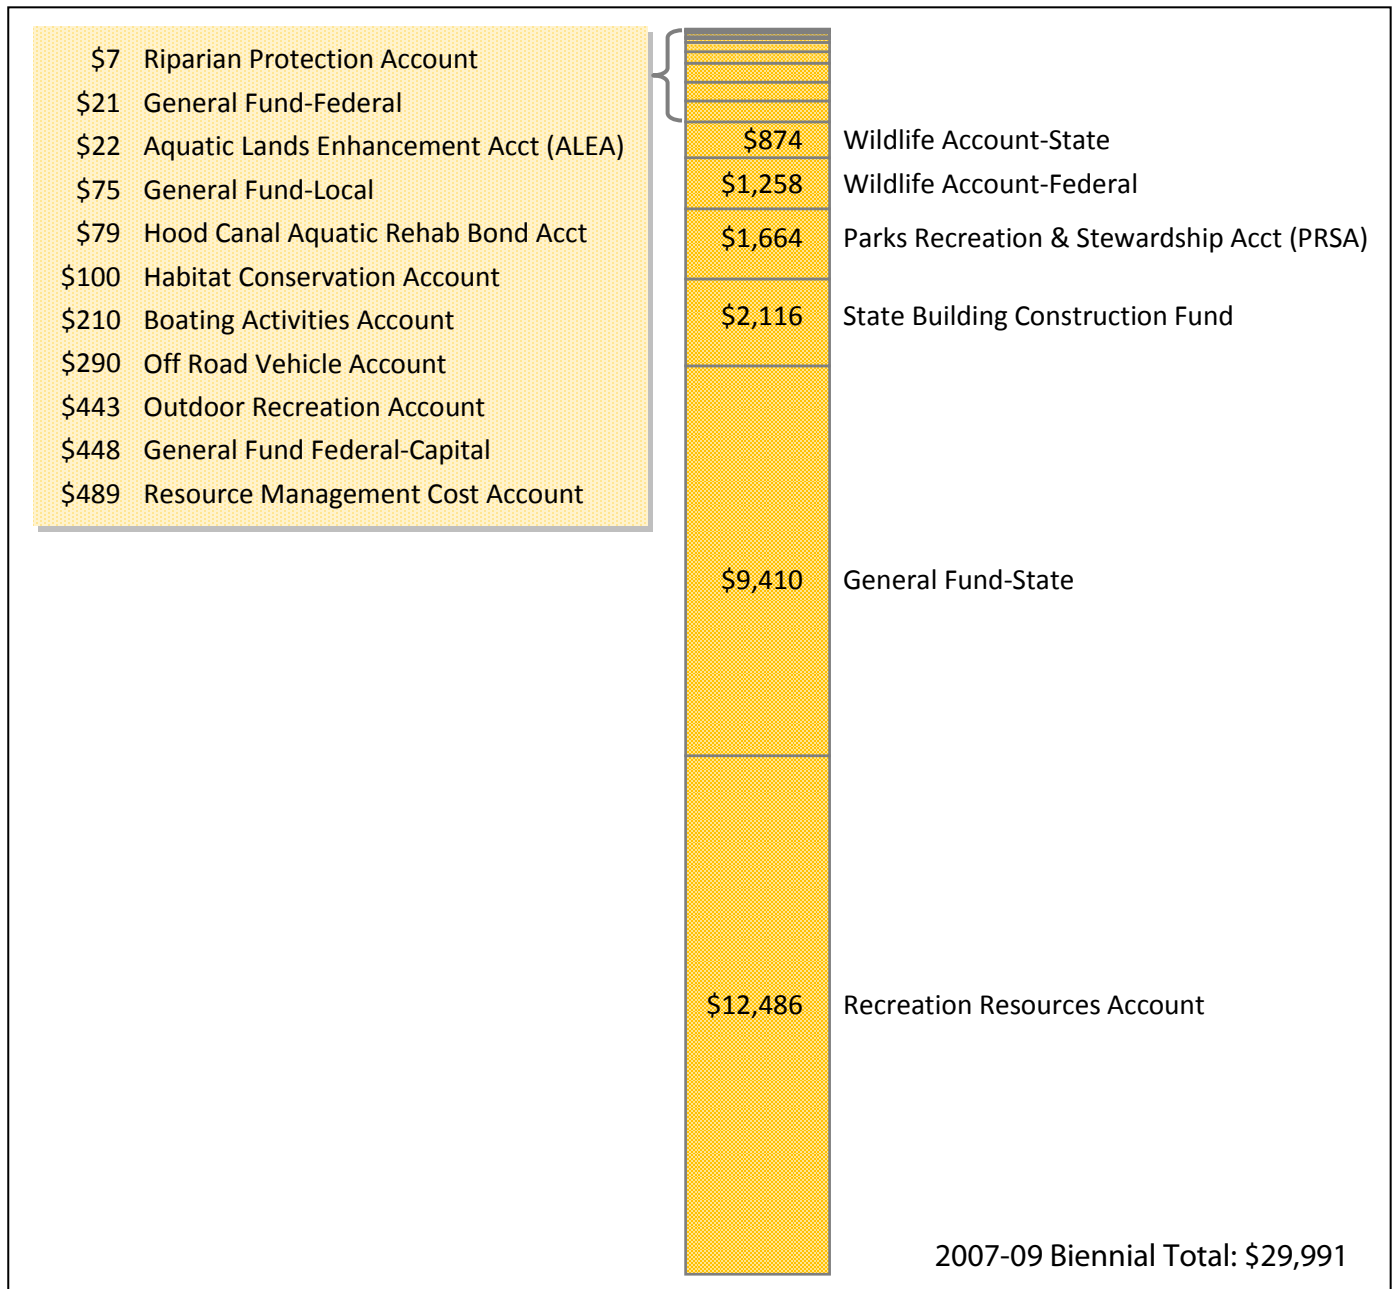 $7 Riparian Protection Account
$21 General Fund-Federal
$22 Aquatic Lands Enhancement Acct (ALEA)
$75 General Fund-Local
$79 Hood Canal Aquatic Rehab Bond Acct
$100 Habitat Conservation Account
$210 Boating Activities Account
$290 Off Road Vehicle Account
$443 Outdoor Recreation Account
$448 General Fund Federal-Capital
$489 Resource Management Cost Account
$874 Wildlife Account-State
$1,258 Wildlife Account-Federal
$1,664 Parks Recreation & Stewardship Acct (PRSA)
$2,116 State Building Construction Fund
$9,410 General Fund-State
$12,486 Recreation Resources Account
2007-09 Biennial Total: $29,991